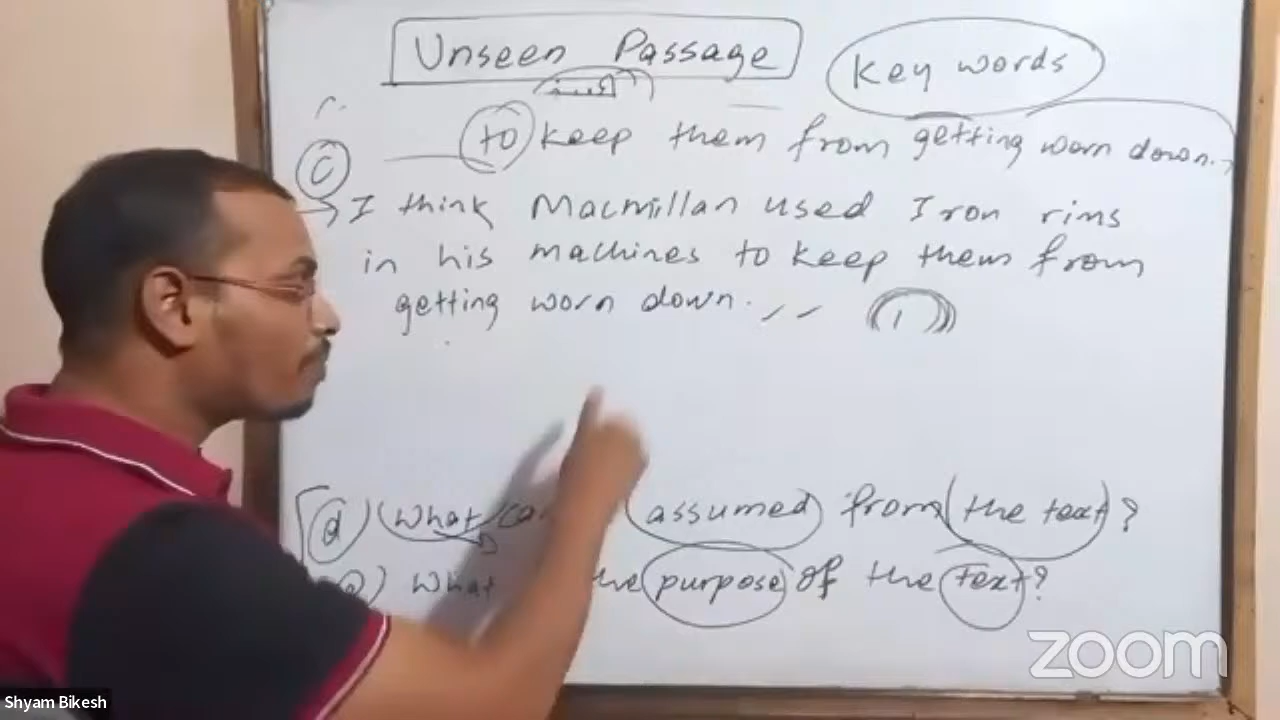 Unseen Passage
Key words
to keep them from getting worn down.
C
I think Macmillan used Iron rims
in his machines to keep them from
getting worn down.
d) What assumed from the text?
e) What the purpose of the text?
zoom
Shyam Bikesh